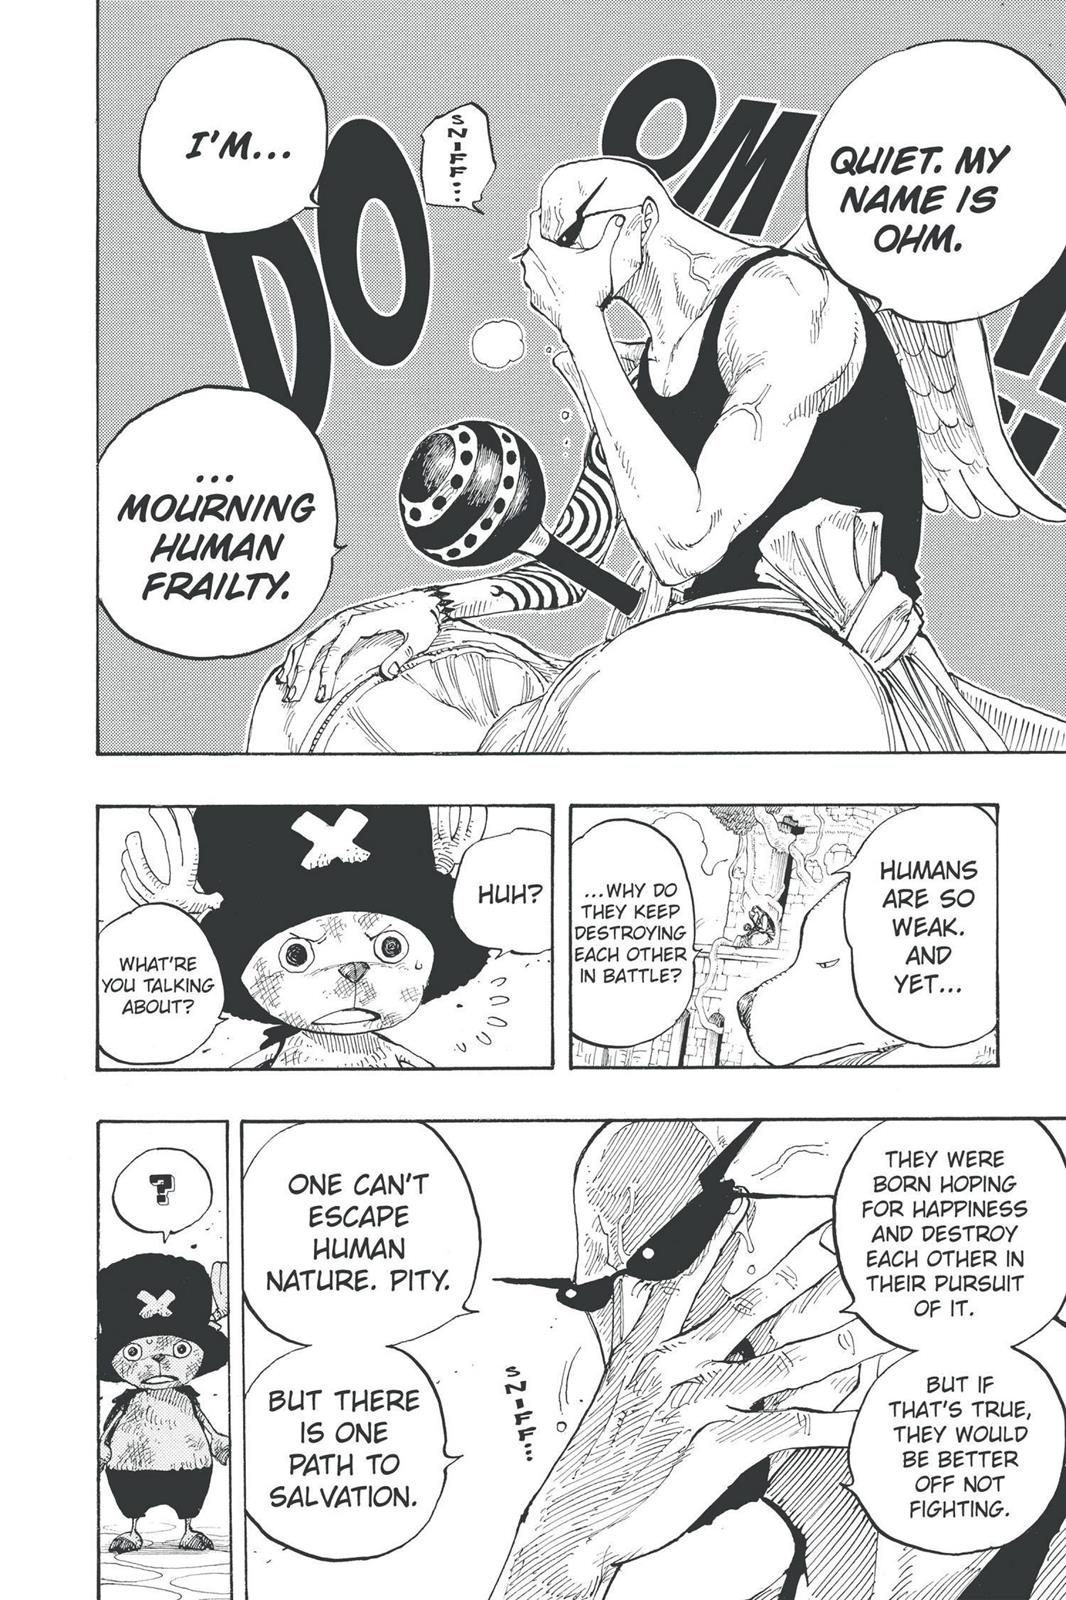 QUIET. MY
NAME IS
OHM.
DOOM!!!
SNIFF...
I'M...
...
MOURNING
HUMAN
FRAILTY.
HUMANS
ARE SO
WEAK.
AND
YET...
...WHY DO
THEY KEEP
DESTROYING
EACH OTHER
IN BATTLE?
HUH?
WHAT'RE
YOU TALKING
ABOUT?
THEY WERE
BORN HOPING
FOR HAPPINESS
AND DESTROY
EACH OTHER IN
THEIR PURSUIT
OF IT.
BUT IF
THAT'S TRUE,
THEY WOULD
BE BETTER
OFF NOT
FIGHTING.
SNIFF...
ONE CAN'T
ESCAPE
HUMAN
NATURE. PITY.
BUT THERE
IS ONE
PATH TO
SALVATION.
?